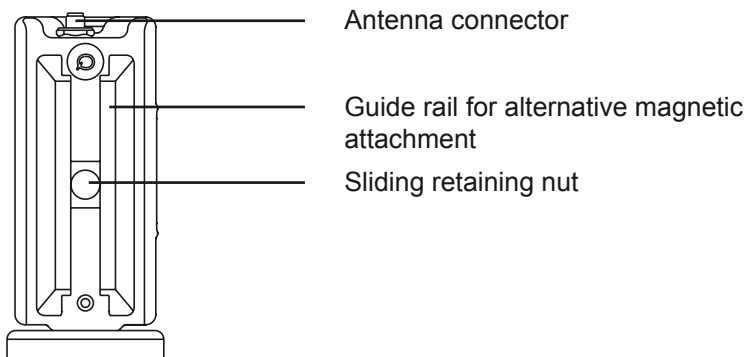 Antenna connector
Guide rail for alternative magnetic
attachment
Sliding retaining nut